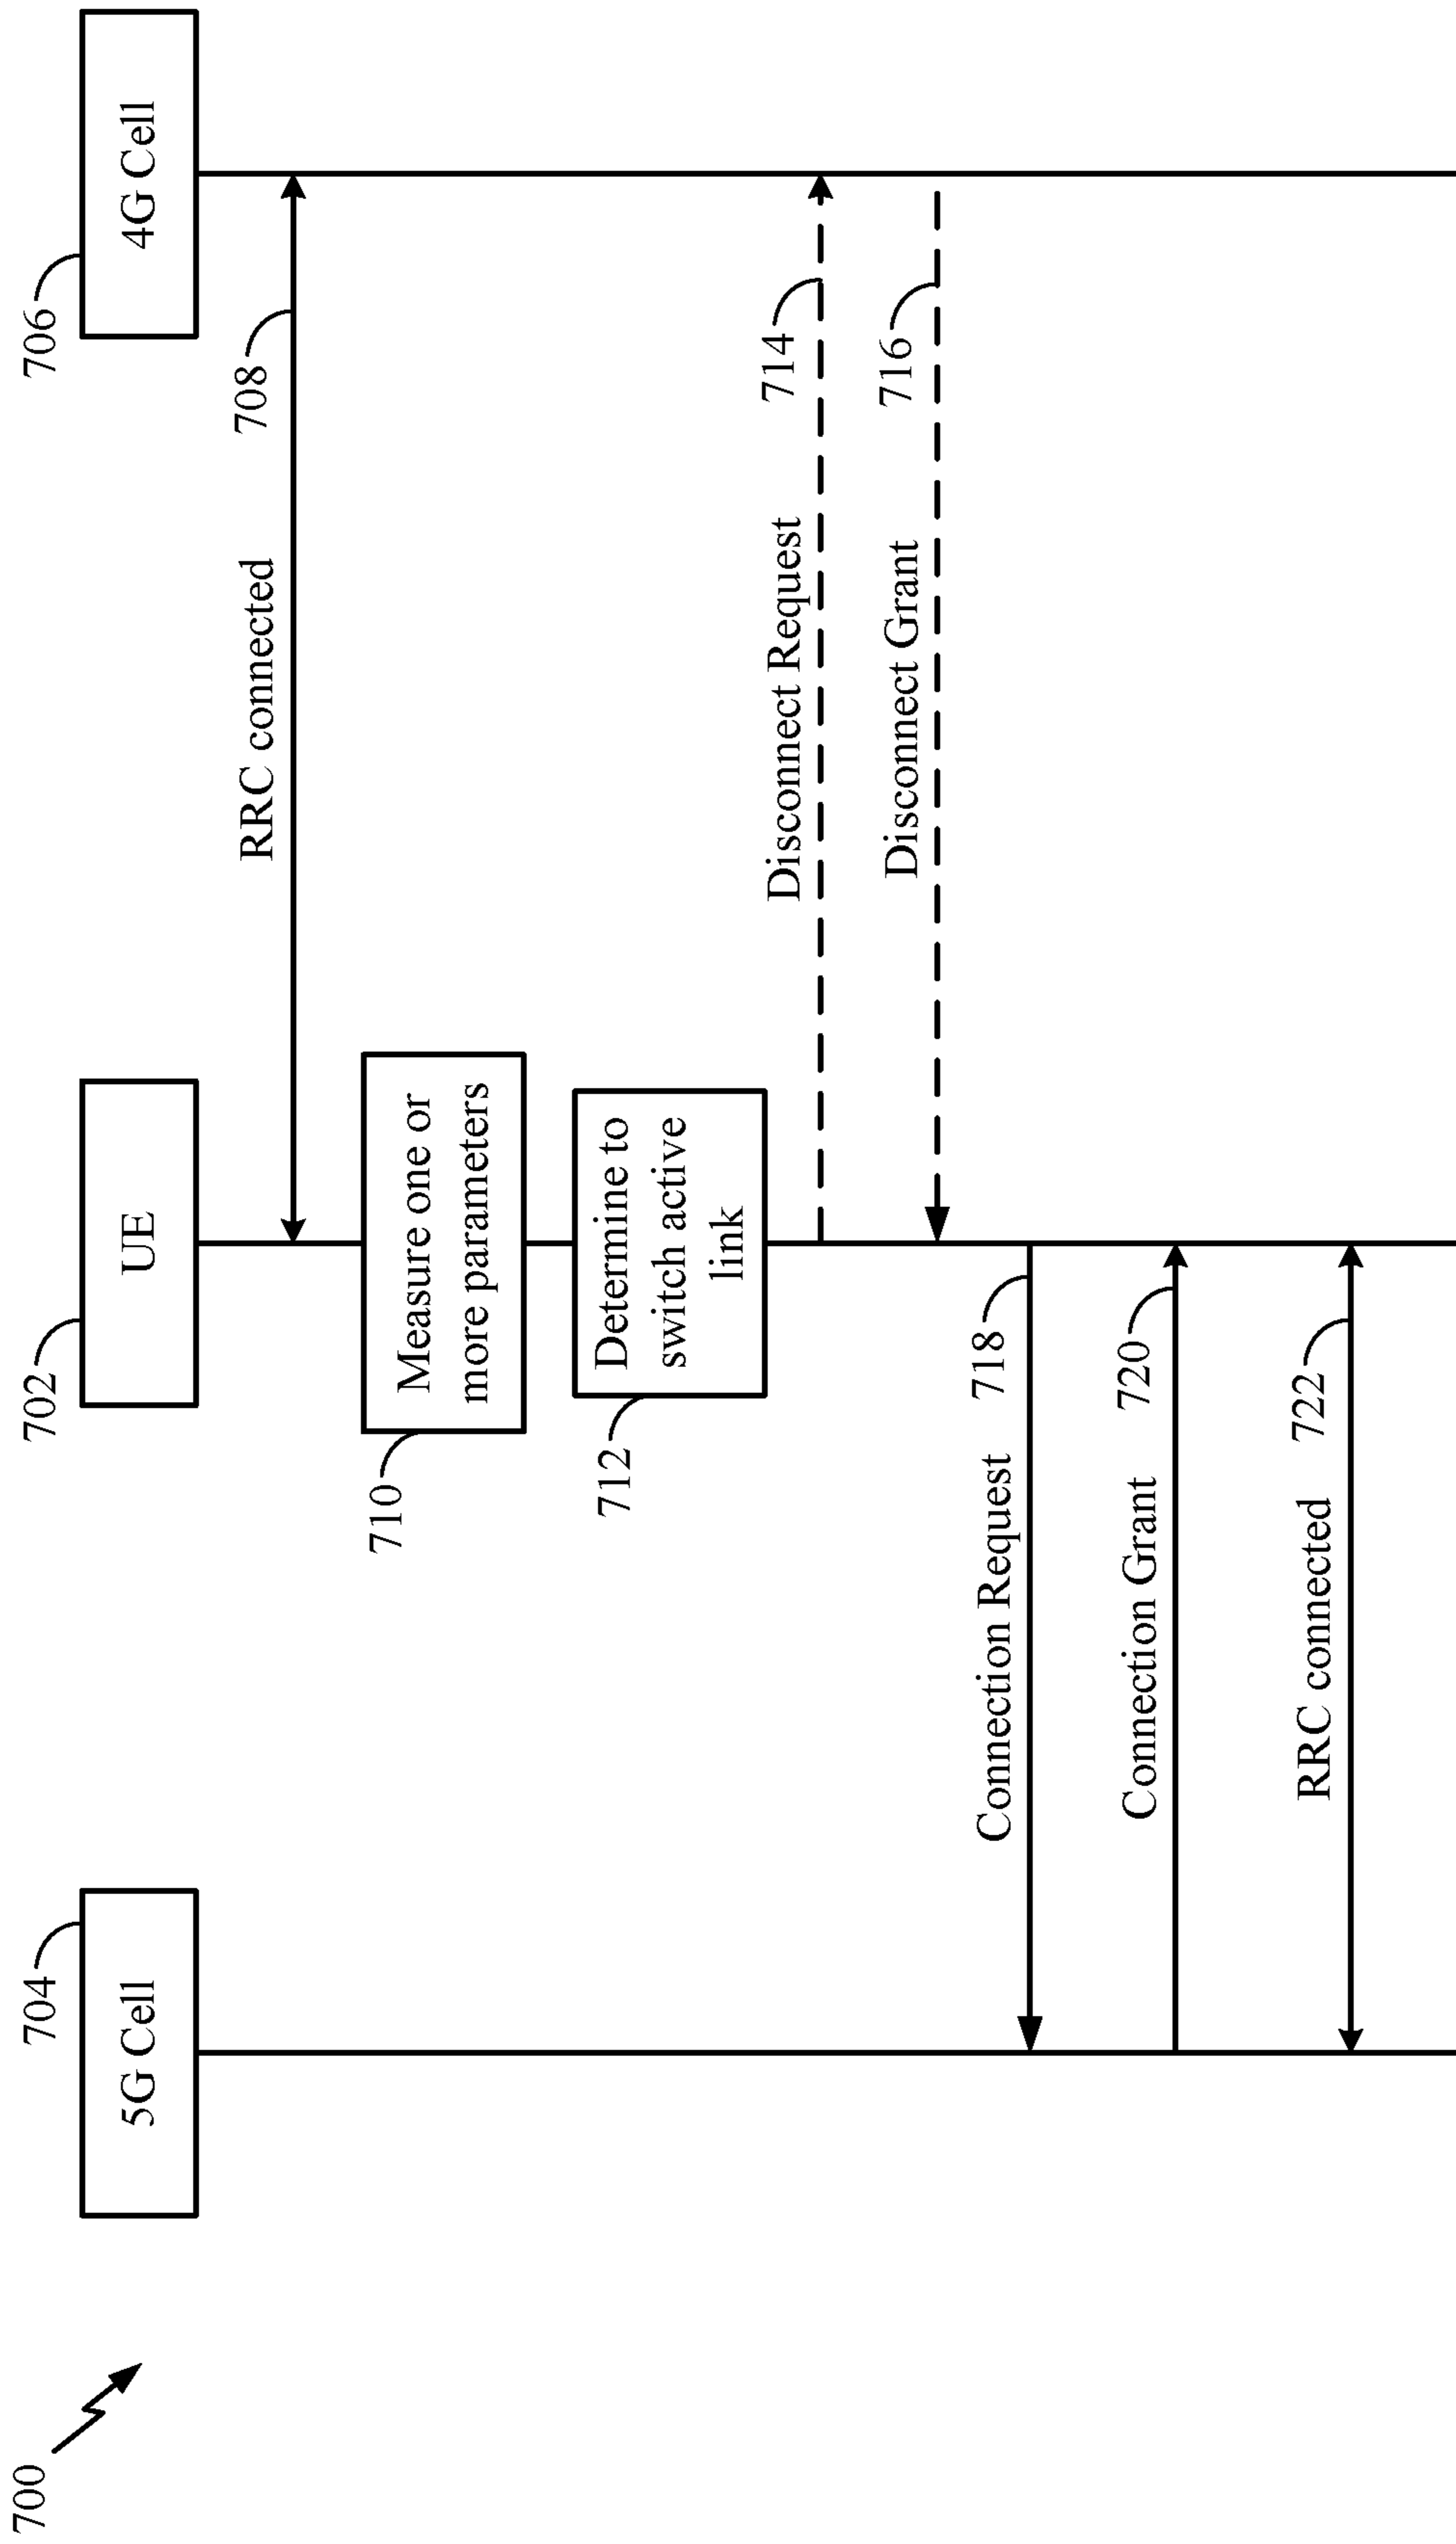 700
704
702
706
5G Cell
UE
4G Cell
708
RRC connected
710
Measure one or
more parameters
712
Determine to
switch active
link
714
Disconnect Request
716
Disconnect Grant
718
Connection Request
720
Connection Grant
722
RRC connected